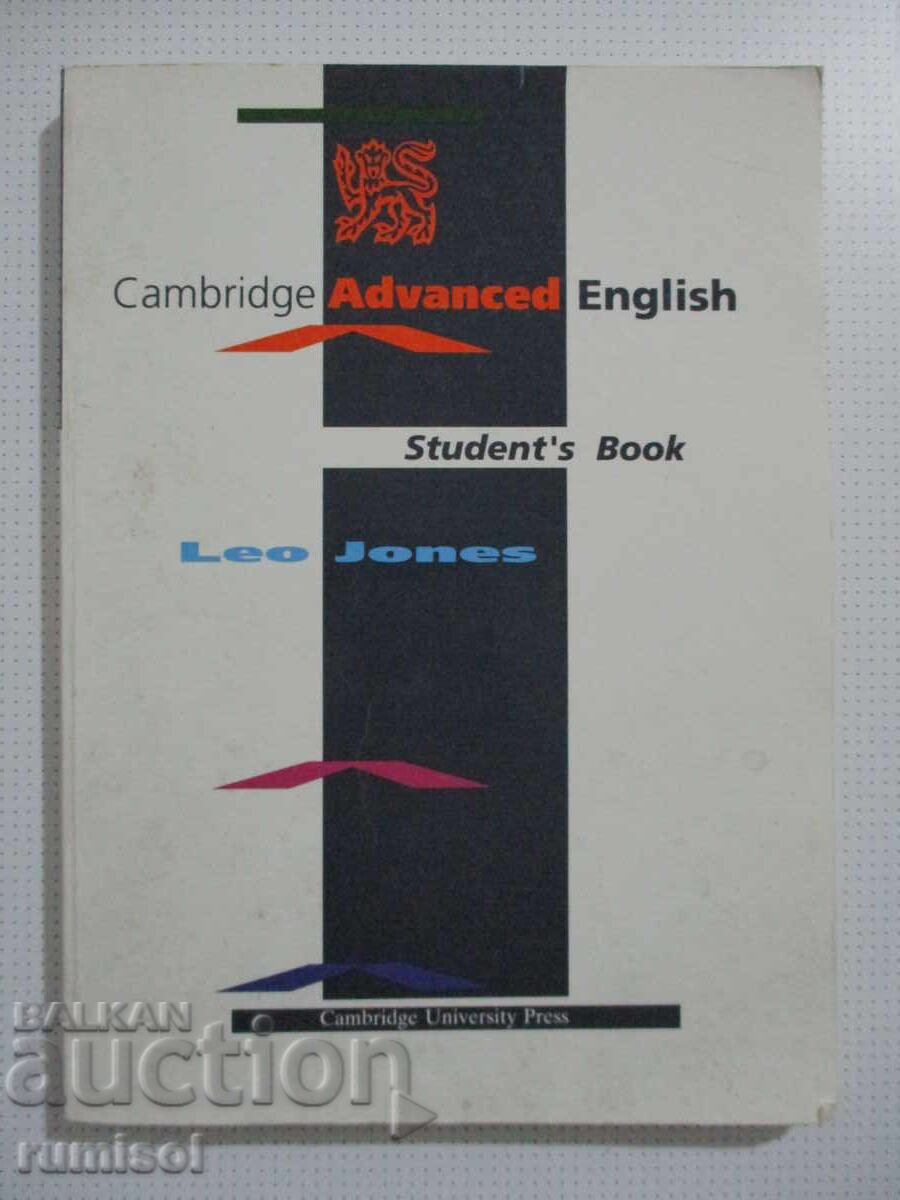 Cambridge Advanced English
Student's Book
Leo Jones
Cambridge University Press
BALKAN
auction
rumisol